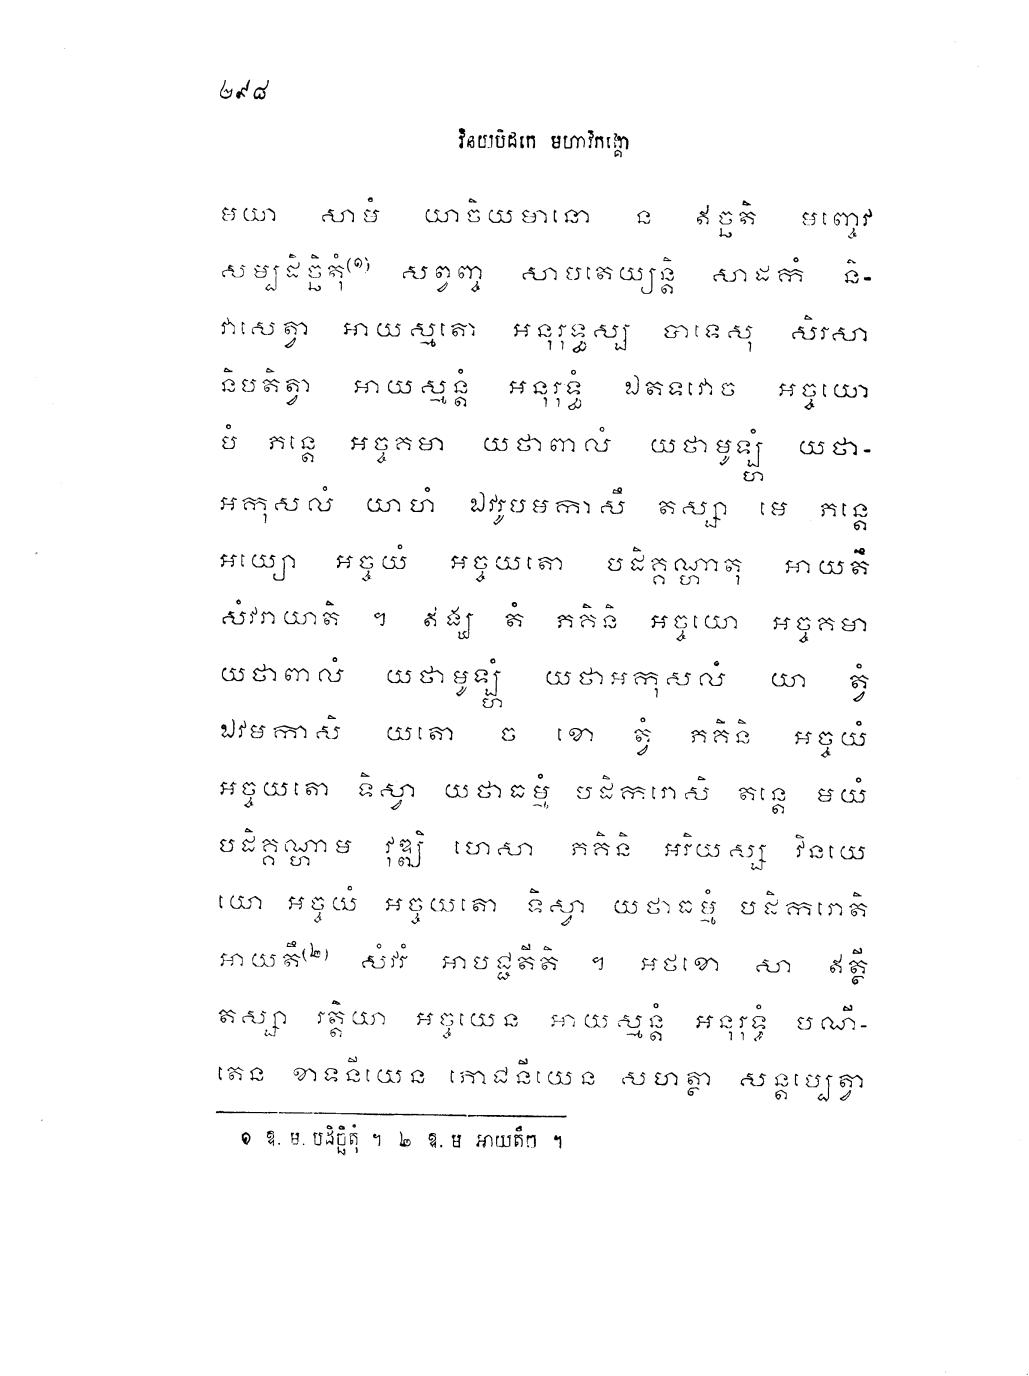 ២៩៨
វិនយបិដកេ មហាវិភង្គោ
មយា សាមំ យាចិយមានោ ន ឥច្ឆតិ មញ្ចេវ
សម្បដិច្ឆិតុំ(១) សព្វញ្ច សាបតេយ្យន្តិ សាដកំ និ-
វាសេត្វា អាយស្មតោ អនុរុទ្ធស្ស បាទេសុ សិរសា
និបតិត្វា អាយស្មន្តំ អនុរុទ្ធំ ឯតទវោច អច្ចយោ
មំ ភន្តេ អច្ចគមា យថាពាលំ យថាមូឡ្ហំ យថា-
អកុសលំ យាហំ ឯវរូបមកាសឹ តស្សា មេ ភន្តេ
អយ្យោ អច្ចយំ អច្ចយតោ បដិគ្គណ្ហាតុ អាយតឹ
សំវរាយាតិ ។ ឥង្ឃ តំ ភគិនិ អច្ចយោ អច្ចគមា
យថាពាលំ យថាមូឡ្ហំ យថាអកុសលំ យា ត្វំ
ឯវមកាសិ យតោ ច ខោ ត្វំ ភគិនិ អច្ចយំ
អច្ចយតោ ទិស្វា យថាធម្មំ បដិករោសិ តន្តេ មយំ
បដិគ្គណ្ហាម វុឌ្ឍិ ហេសា ភគិនិ អរិយស្ស វិនយេ
យោ អច្ចយំ អច្ចយតោ ទិស្វា យថាធម្មំ បដិករោតិ
អាយតឹ(២) សំវរំ អាបជ្ជតីតិ ។ អថខោ សា ឥត្ថី
តស្សា រត្តិយា អច្ចយេន អាយស្មន្តំ អនុរុទ្ធំ បណី-
តេន ខាទនីយេន ភោជនីយេន សហត្ថា សន្តប្បេត្វា
១ ឱ. ម. បដិច្ឆិតុំ ។ ២ ឱ. ម អាយតឹច ។